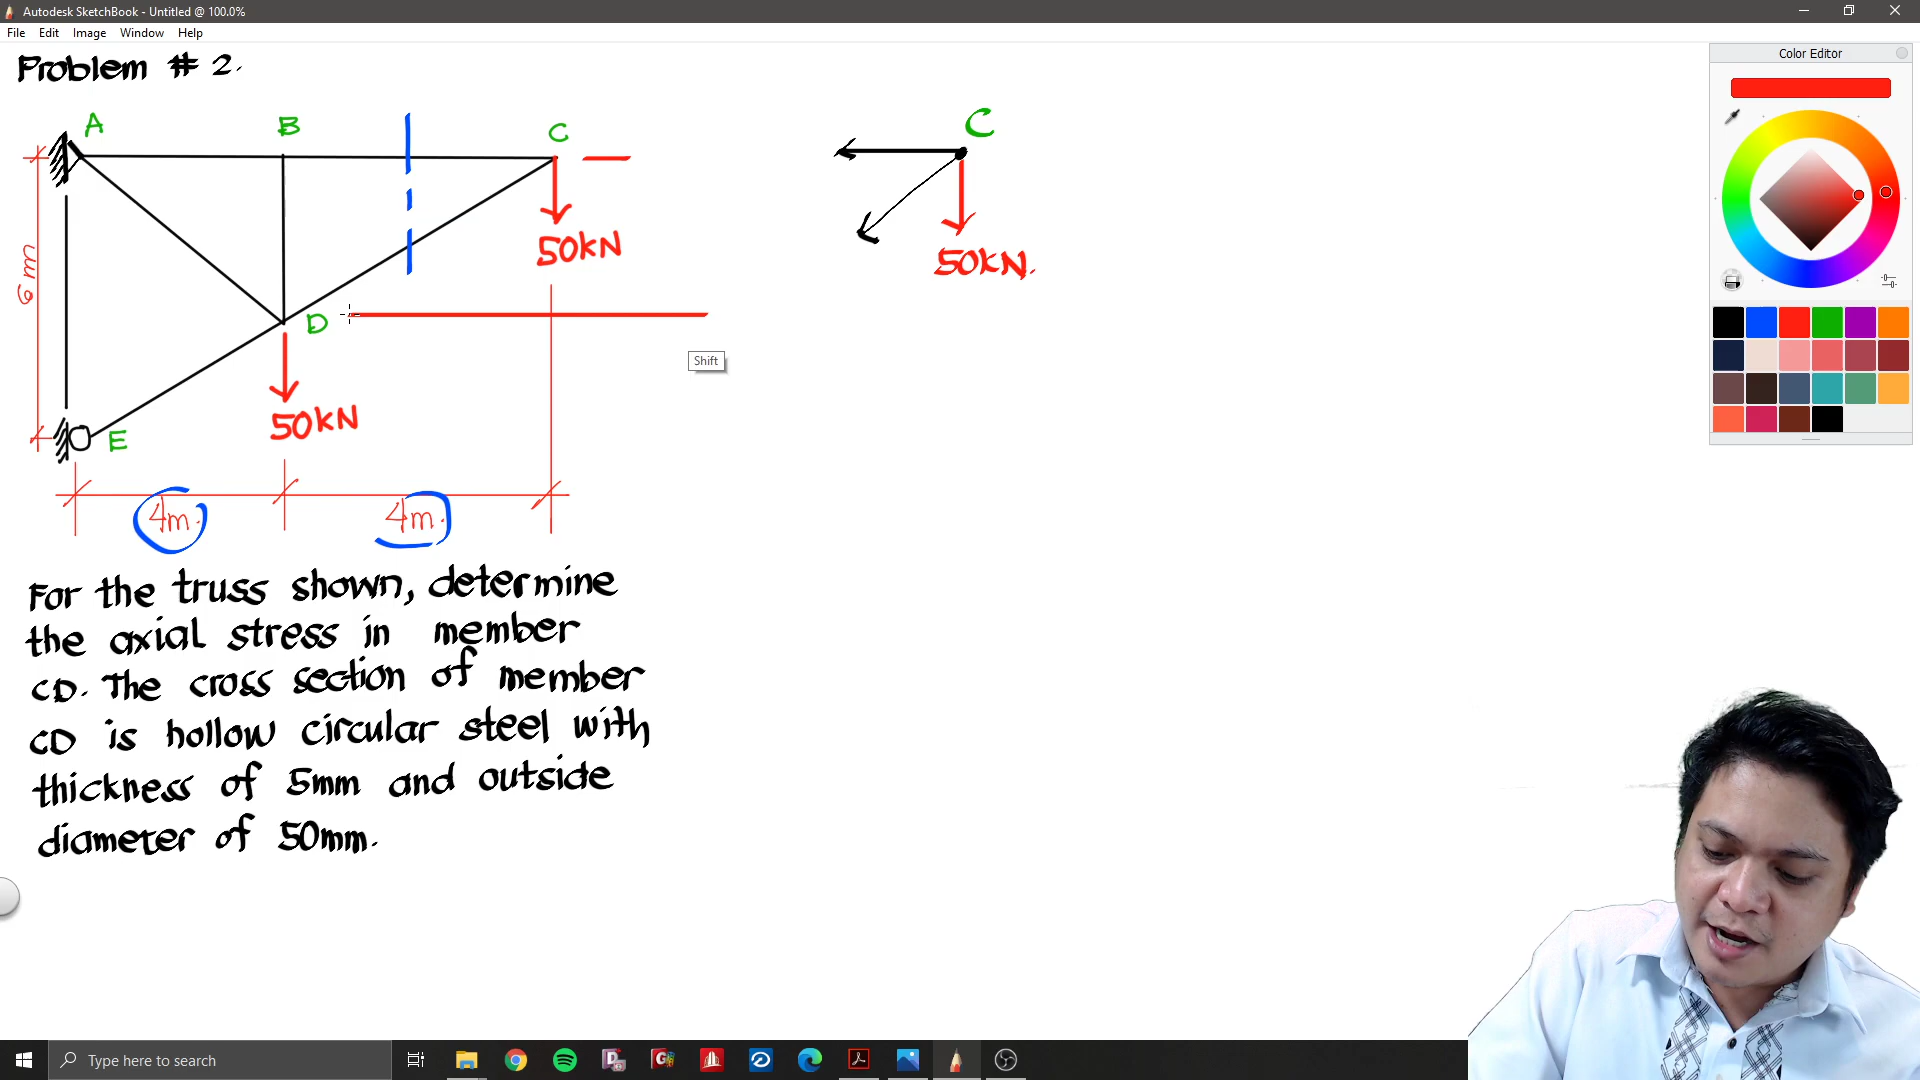 Autodesk SketchBook - Untitled @ 100.0%
File Edit Image Window Help
Problem # 2.
A B C
C
50kN
50kN.
6m
D
50kN
E
4m. 4m.
For the truss shown, determine
the axial stress in member
CD. The cross section of member
CD is hollow circular steel with
thickness of 5mm and outside
diameter of 50mm.
Shift
Color Editor
Type here to search